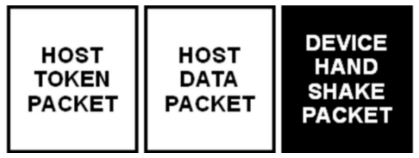 HOST
TOKEN
PACKET
HOST
DATA
PACKET
DEVICE
HAND
SHAKE
PACKET